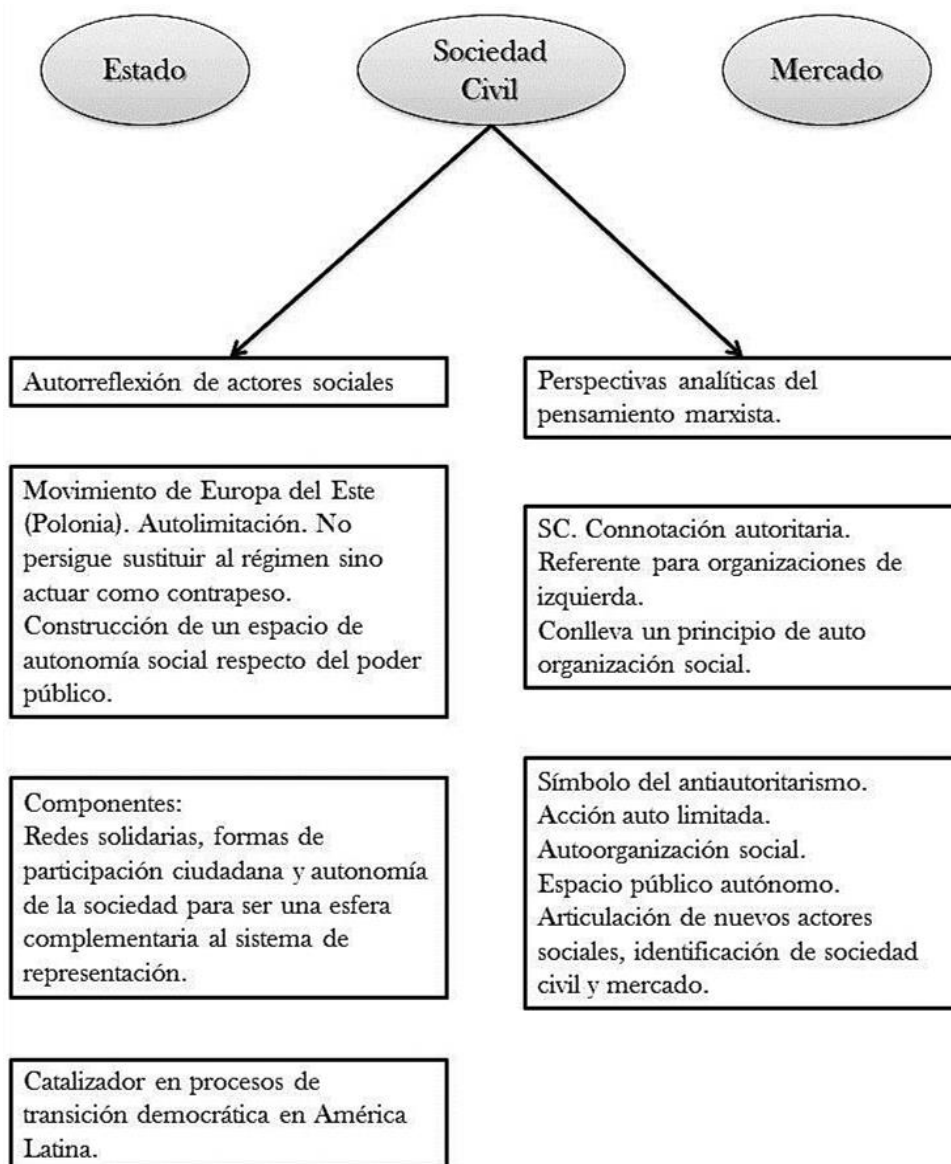 Estado
Sociedad
Civil
Mercado
Autorreflexión de actores sociales
Movimiento de Europa del Este
(Polonia). Autolimitación. No
persigue sustituir al régimen sino
actuar como contrapeso.
Construcción de un espacio de
autonomía social respecto del poder
público.
Componentes:
Redes solidarias, formas de
participación ciudadana y autonomía
de la sociedad para ser una esfera
complementaria al sistema de
representación.
Catalizador en procesos de
transición democrática en América
Latina.
Perspectivas analíticas del
pensamiento marxista.
SC. Connotación autoritaria.
Referente para organizaciones de
izquierda.
Conlleva un principio de auto
organización social.
Símbolo del antiautoritarismo.
Acción auto limitada.
Autoorganización social.
Espacio público autónomo.
Articulación de nuevos actores
sociales, identificación de sociedad
civil y mercado.